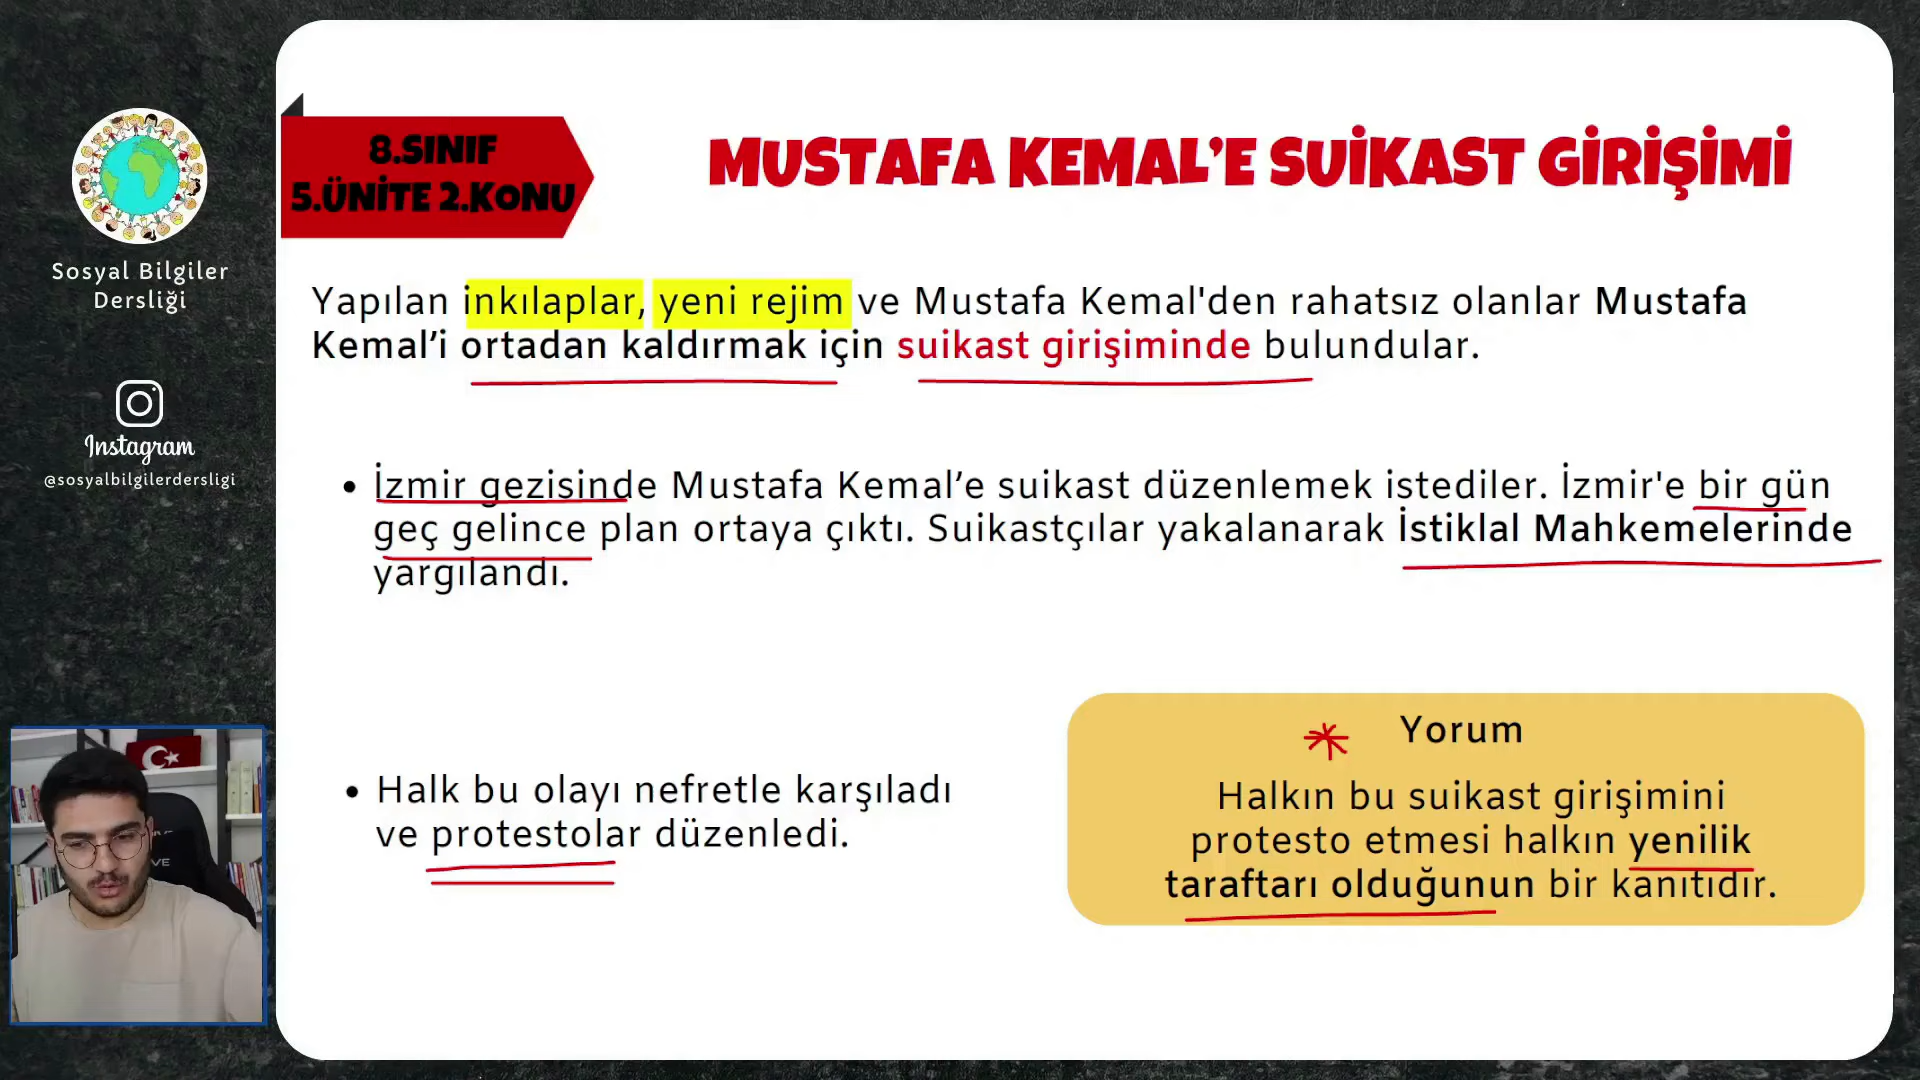 8.SINIF
5.ÜNİTE 2.KONU
MUSTAFA KEMAL’E SUİKAST GİRİŞİMİ
Sosyal Bilgiler
Dersliği
Instagram
@sosyalbilgilerdersligi
Yapılan inkılaplar, yeni rejim ve Mustafa Kemal'den rahatsız olanlar Mustafa
Kemal’i ortadan kaldırmak için suikast girişiminde bulundular.
• İzmir gezisinde Mustafa Kemal’e suikast düzenlemek istediler. İzmir'e bir gün
geç gelince plan ortaya çıktı. Suikastçılar yakalanarak İstiklal Mahkemelerinde
yargılandı.
• Halk bu olayı nefretle karşıladı
ve protestolar düzenledi.
Yorum
Halkın bu suikast girişimini
protesto etmesi halkın yenilik
taraftarı olduğunun bir kanıtıdır.